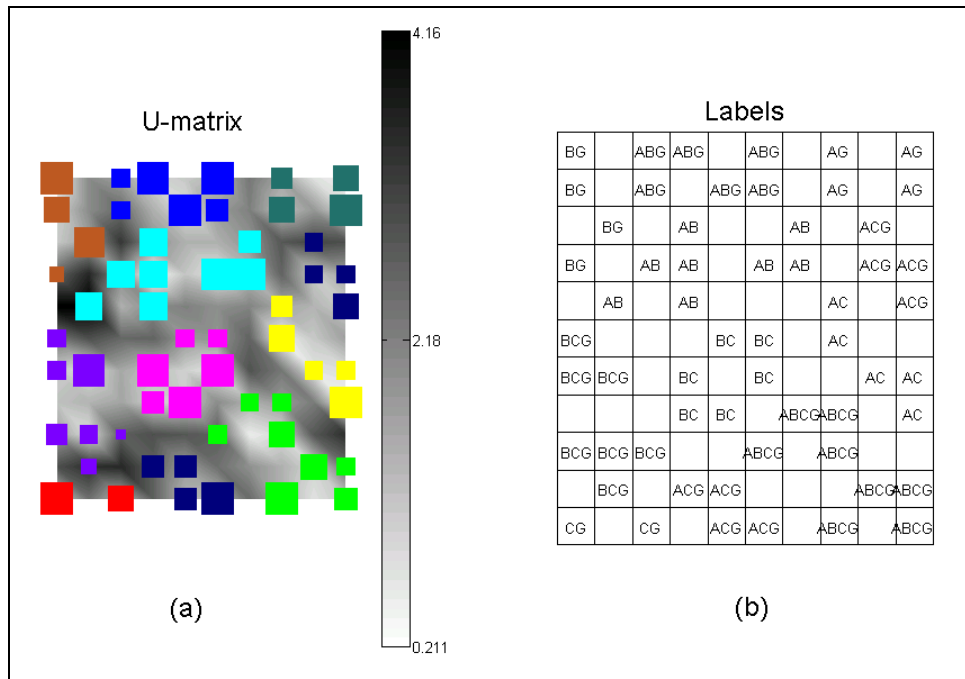 4.16
U-matrix
Labels
BG ABG ABG ABG AG AG
BG ABG ABG ABG AG AG
BG AB AB ACG
BG AB AB AB AB ACG ACG
AB AB AC ACG
2.18
BCG BC BC AC
BCG BCG BC BC AC AC
BC BC ABCG ABCG AC
BCG BCG BCG ABCG ABCG
BCG ACG ACG ABCG ABCG
CG CG ACG ACG ABCG ABCG
(a)
(b)
0.211